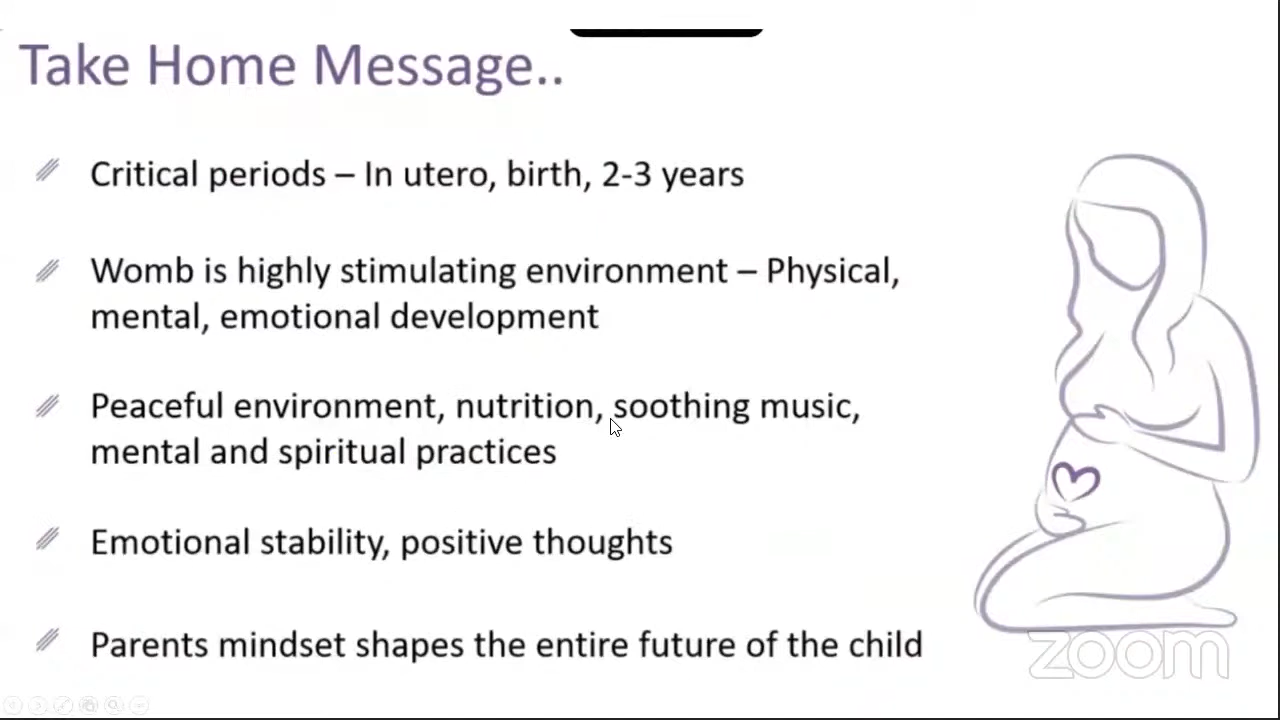 Take Home Message..
Critical periods – In utero, birth, 2-3 years
Womb is highly stimulating environment – Physical,
mental, emotional development
Peaceful environment, nutrition, soothing music,
mental and spiritual practices
Emotional stability, positive thoughts
Parents mindset shapes the entire future of the child
zoom